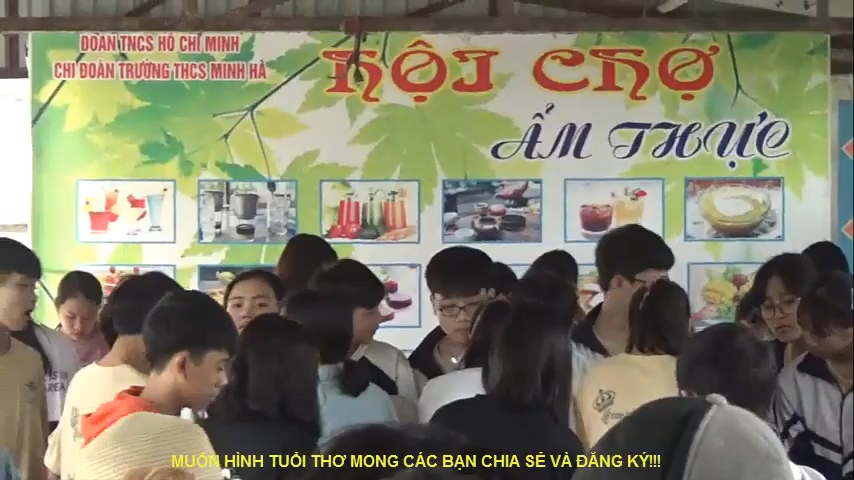 ĐOÀN TNCS HỒ CHÍ MINH
CHI ĐOÀN TRƯỜNG THCS MINH HÀ
HỘI CHỢ
ẨM THỰC
MUÔN HÌNH TUỔI THƠ MONG CÁC BẠN CHIA SẺ VÀ ĐĂNG KÝ!!!